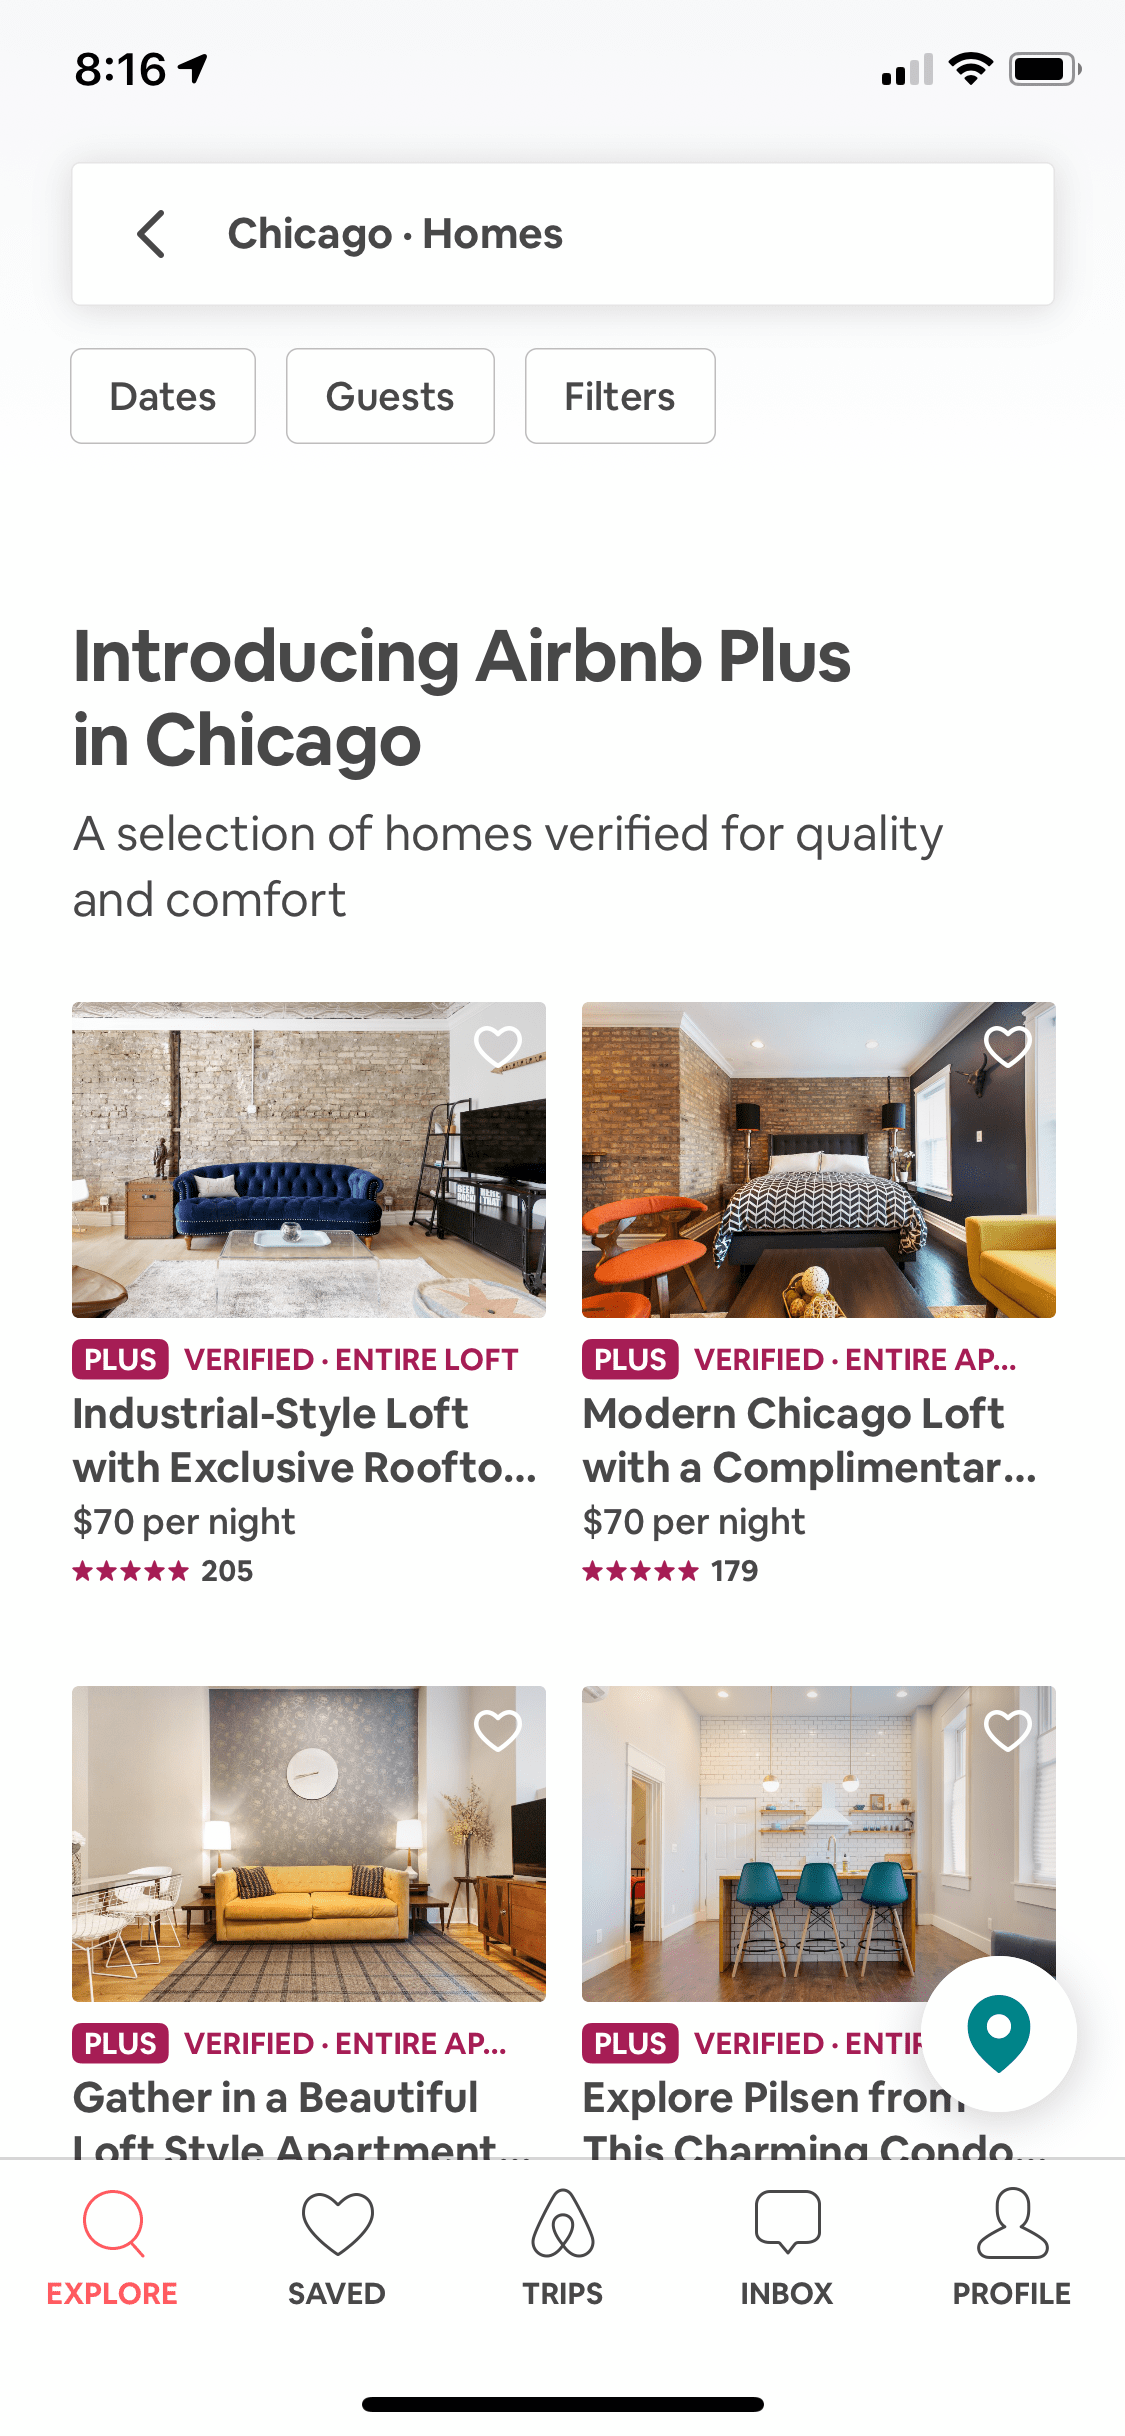 8:16
Chicago · Homes
Dates
Guests
Filters
Introducing Airbnb Plus
in Chicago
A selection of homes verified for quality
and comfort
PLUS VERIFIED · ENTIRE LOFT
Industrial-Style Loft
with Exclusive Roofto...
$70 per night
205
PLUS VERIFIED · ENTIRE AP...
Modern Chicago Loft
with a Complimentar...
$70 per night
179
PLUS VERIFIED · ENTIRE AP...
Gather in a Beautiful
Loft Style Apartment...
PLUS VERIFIED · ENTIR
Explore Pilsen from
This Charming Condo...
EXPLORE
SAVED
TRIPS
INBOX
PROFILE